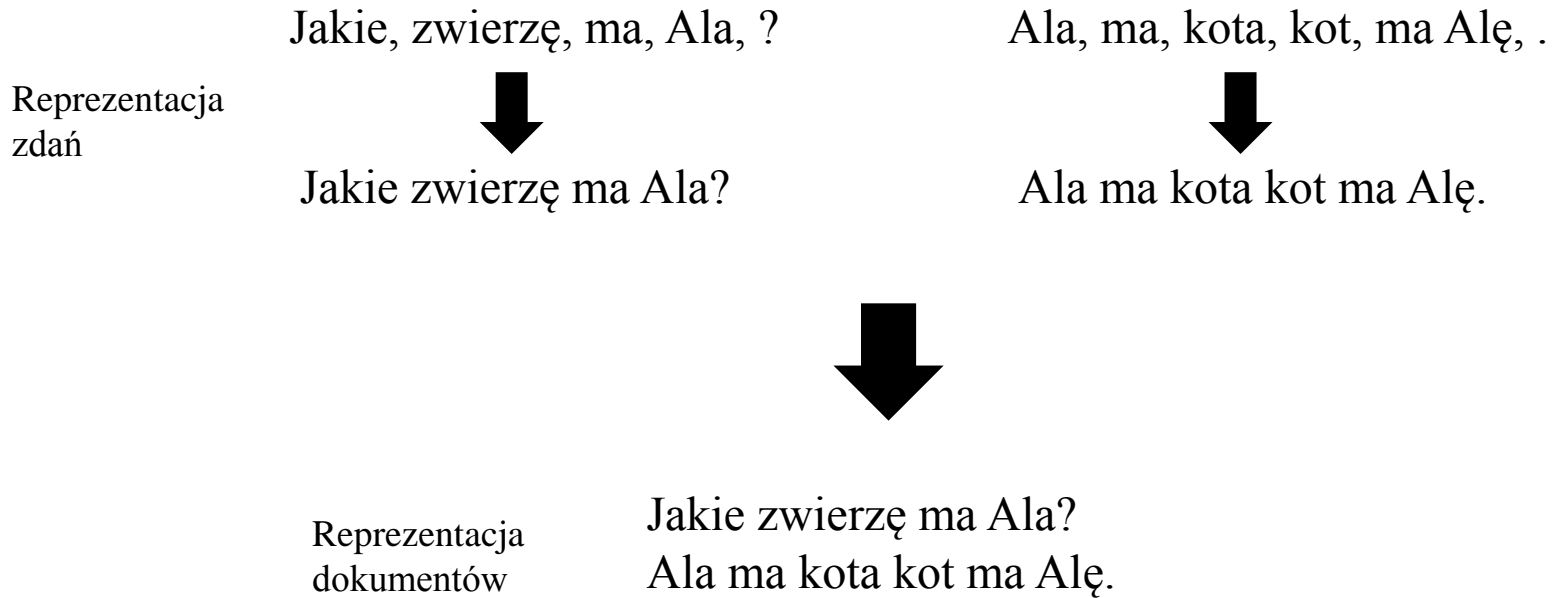 Jakie, zwierzę, ma, Ala, ?
Ala, ma, kota, kot, ma Alę, .
Reprezentacja
zdań
Jakie zwierzę ma Ala?
Ala ma kota kot ma Alę.
Reprezentacja
dokumentów
Jakie zwierzę ma Ala?
Ala ma kota kot ma Alę.